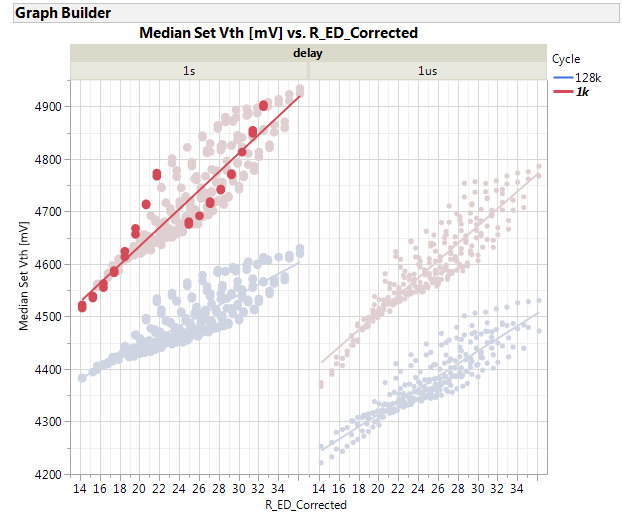 Graph Builder
Median Set Vth [mV] vs. R_ED_Corrected
delay
1s 1us
Cycle
128k
1k
Median Set Vth [mV]
4900
4800
4700
4600
4500
4400
4300
4200
14 16 18 20 22 24 26 28 30 32 34 14 16 18 20 22 24 26 28 30 32 34
R_ED_Corrected